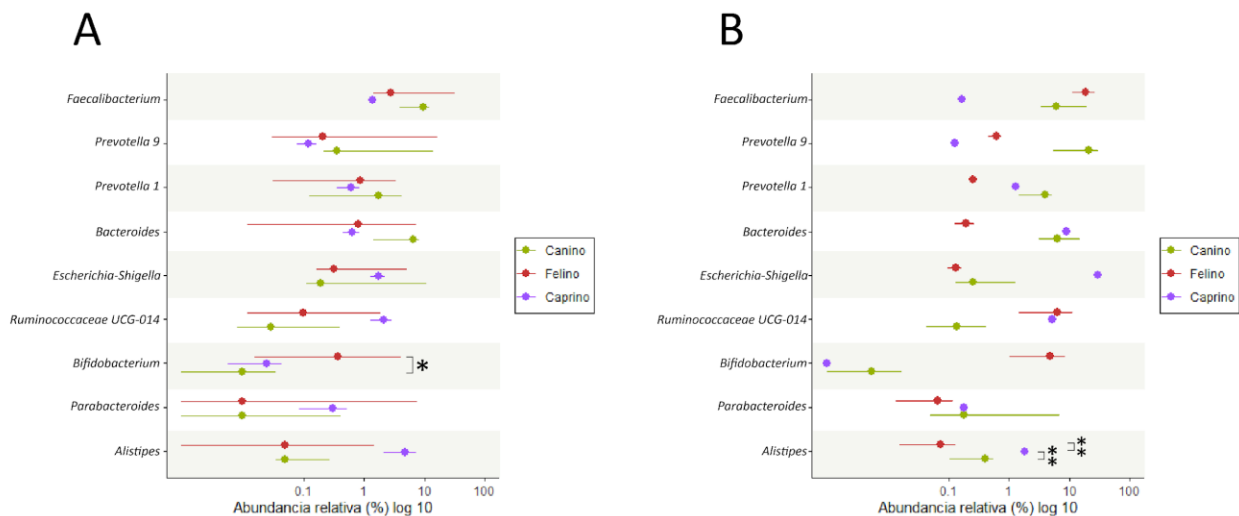 A
Faecalibacterium
Prevotella 9
Prevotella 1
Bacteroides
Escherichia-Shigella
Ruminococcaceae UCG-014
Bifidobacterium
*
Parabacteroides
Alistipes
0.1 1 10 100
Abundancia relativa (%) log 10
Canino
Felino
Caprino
B
Faecalibacterium
Prevotella 9
Prevotella 1
Bacteroides
Escherichia-Shigella
Ruminococcaceae UCG-014
Bifidobacterium
Parabacteroides
Alistipes
**
**
0.1 1 10 100
Abundancia relativa (%) log 10
Canino
Felino
Caprino